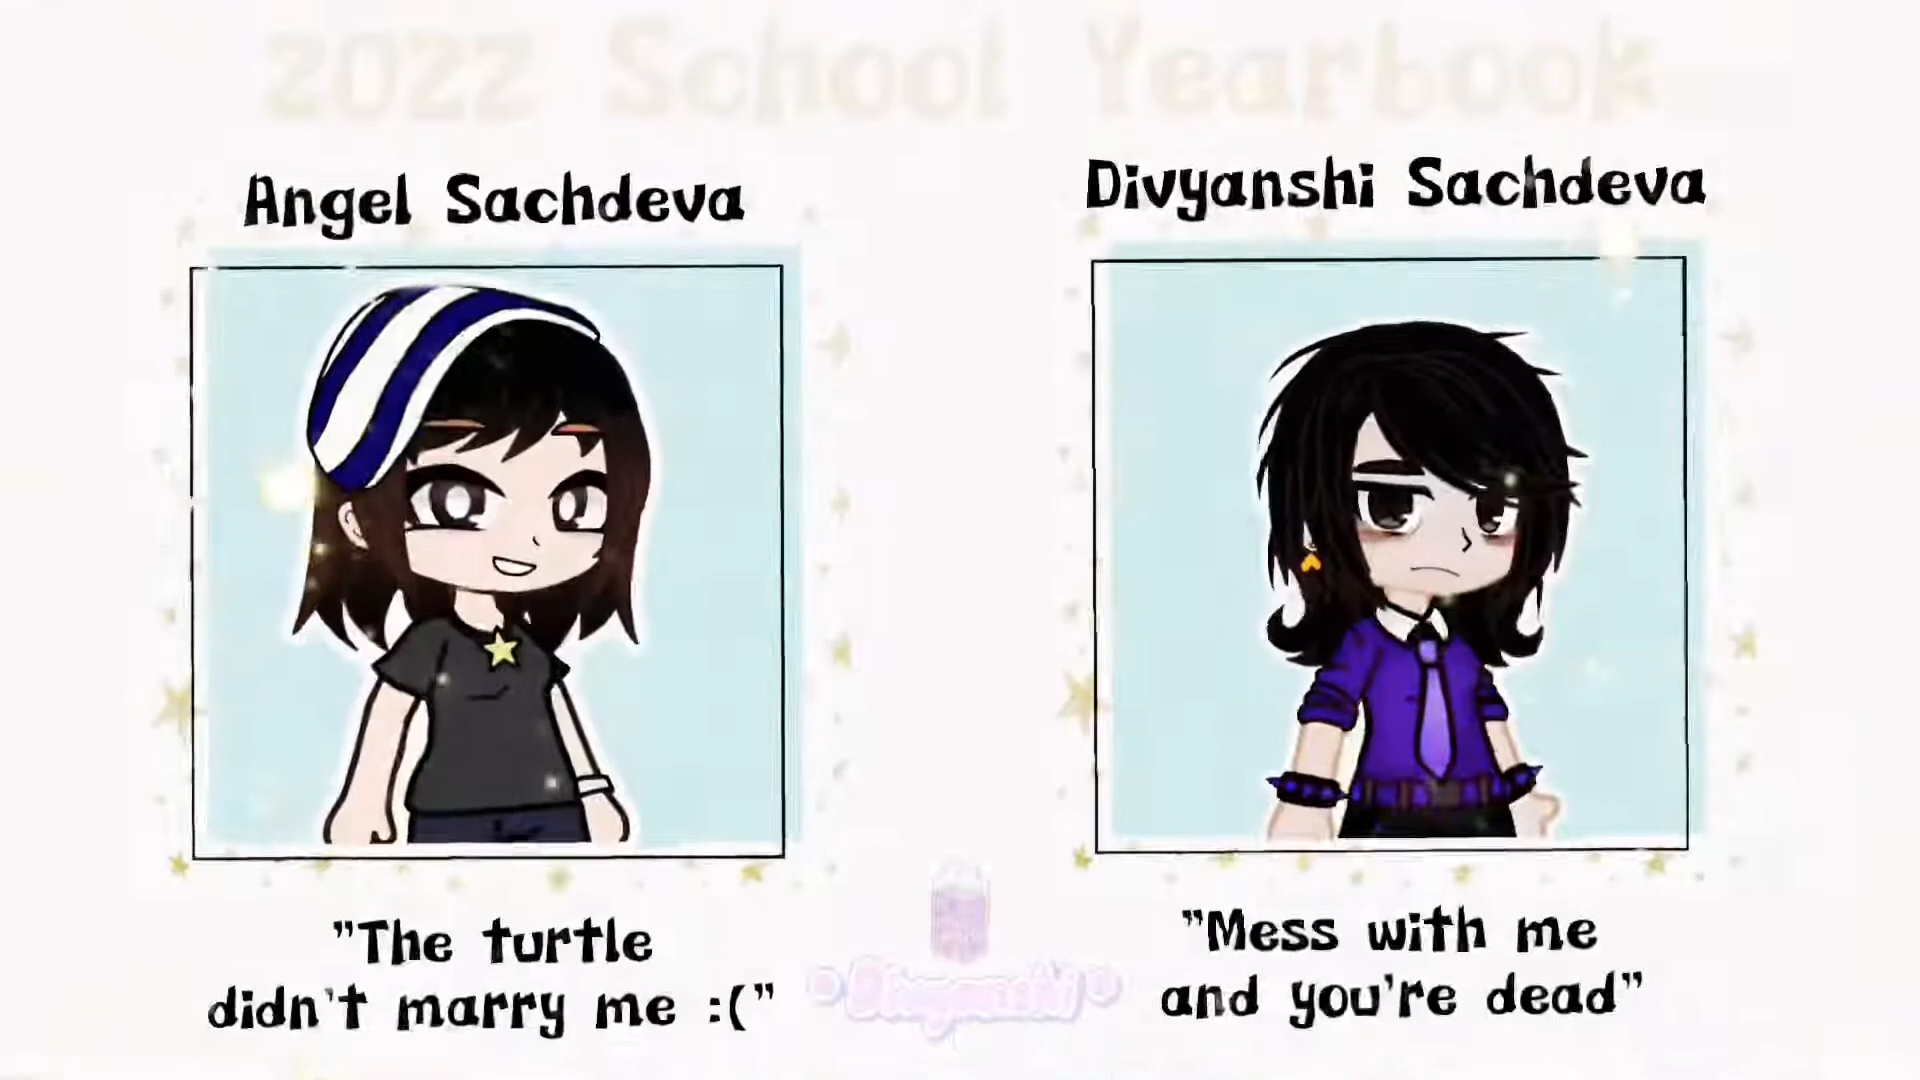 2022 School Yearbook
Angel Sachdeva
Divyanshi Sachdeva
"The turtle
didn't marry me :("
"Mess with me
and you're dead"